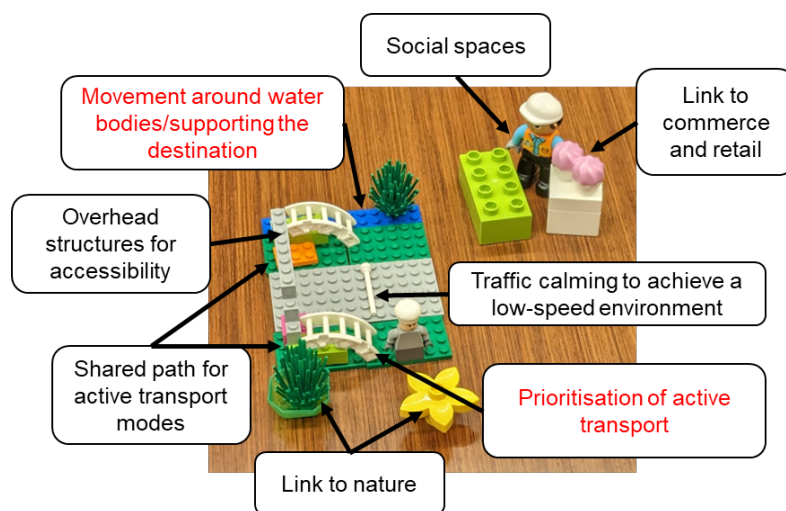 Social spaces
Movement around water
bodies/supporting the
destination
Link to
commerce
and retail
Overhead
structures for
accessibility
Traffic calming to achieve a
low-speed environment
Shared path for
active transport
modes
Prioritisation of active
transport
Link to nature